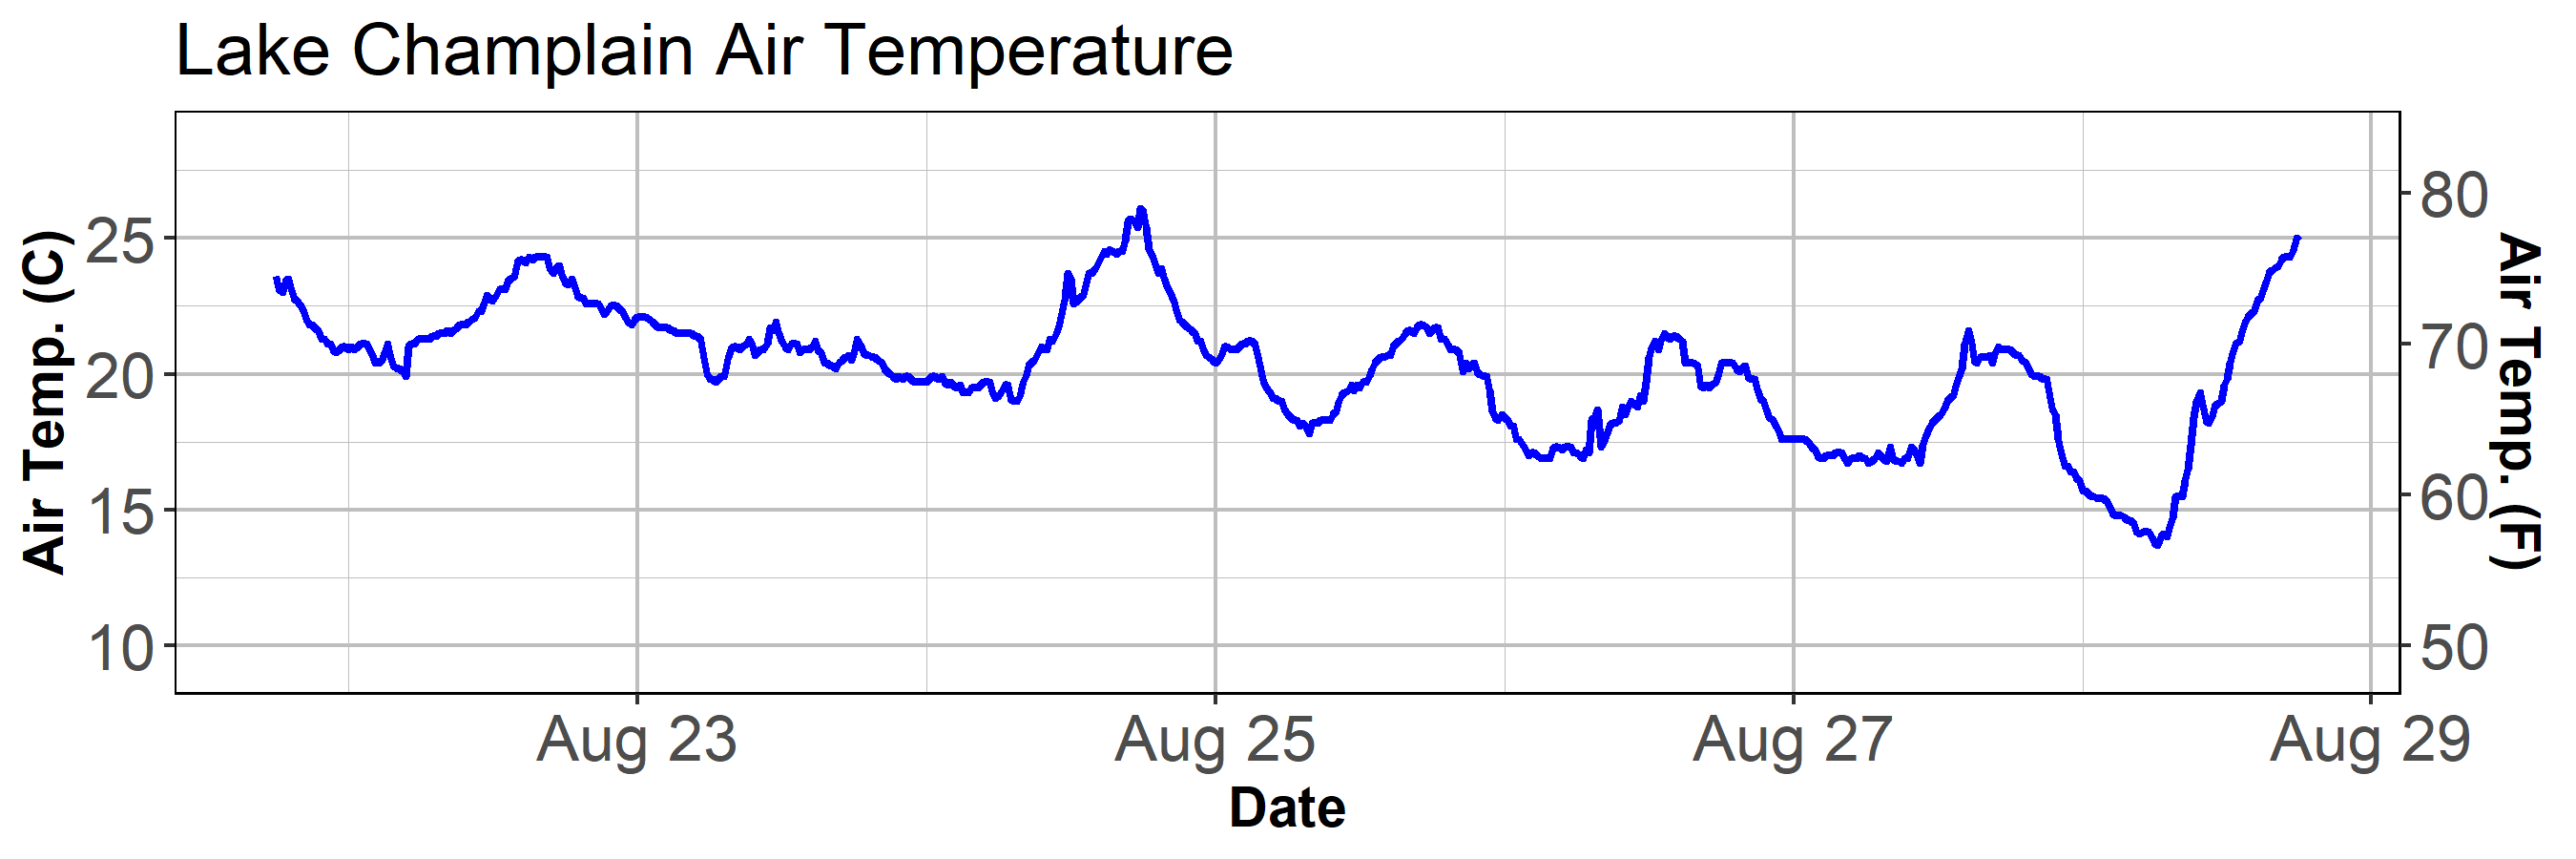 Lake Champlain Air Temperature
Air Temp. (C)
25
20
15
10
80
70
60
50
Air Temp. (F)
Aug 23
Aug 25
Aug 27
Aug 29
Date